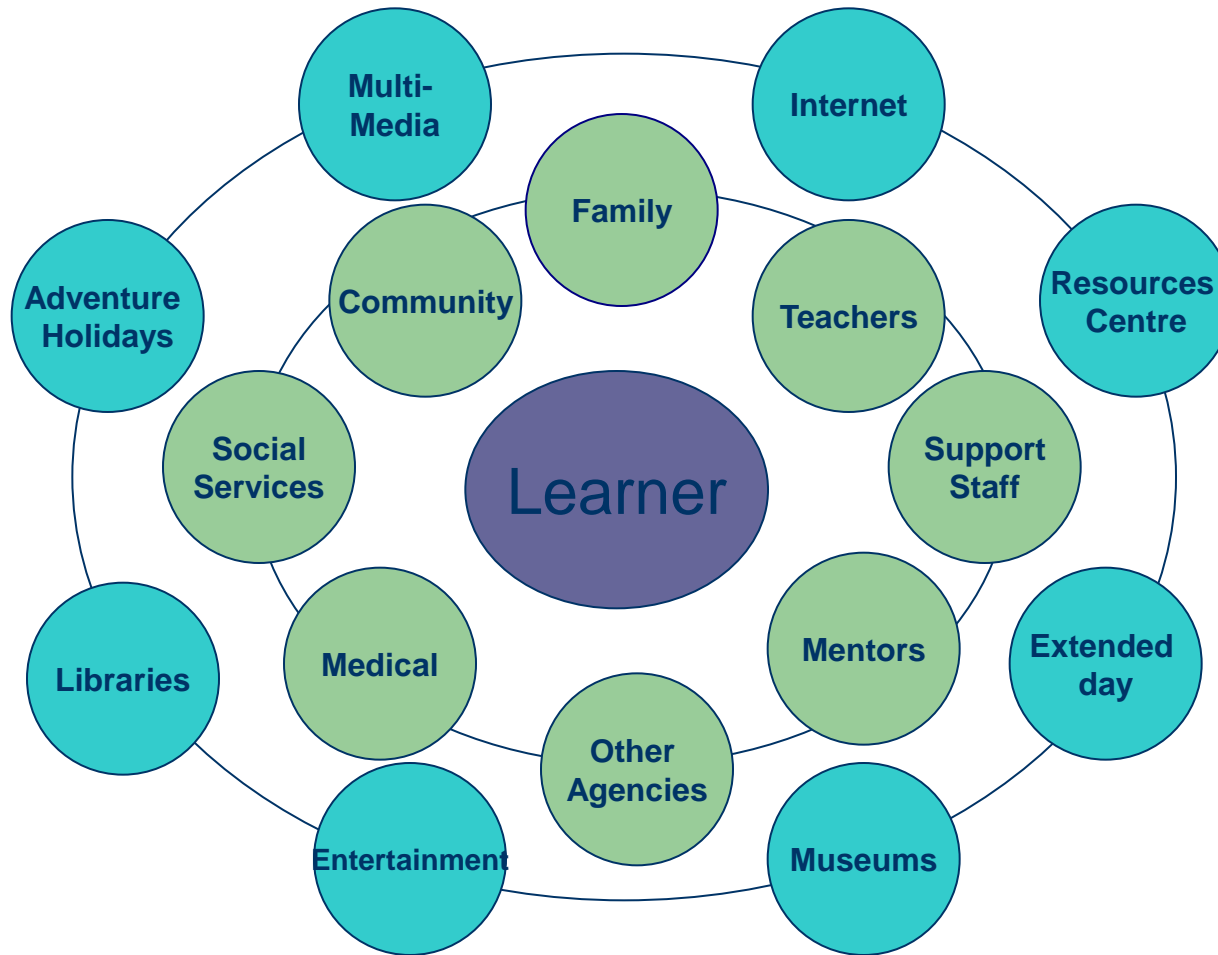 Multi-
Media
Internet
Family
Adventure
Holidays
Community
Teachers
Resources
Centre
Social
Services
Learner
Support
Staff
Libraries
Medical
Mentors
Extended
day
Other
Agencies
Entertainment
Museums